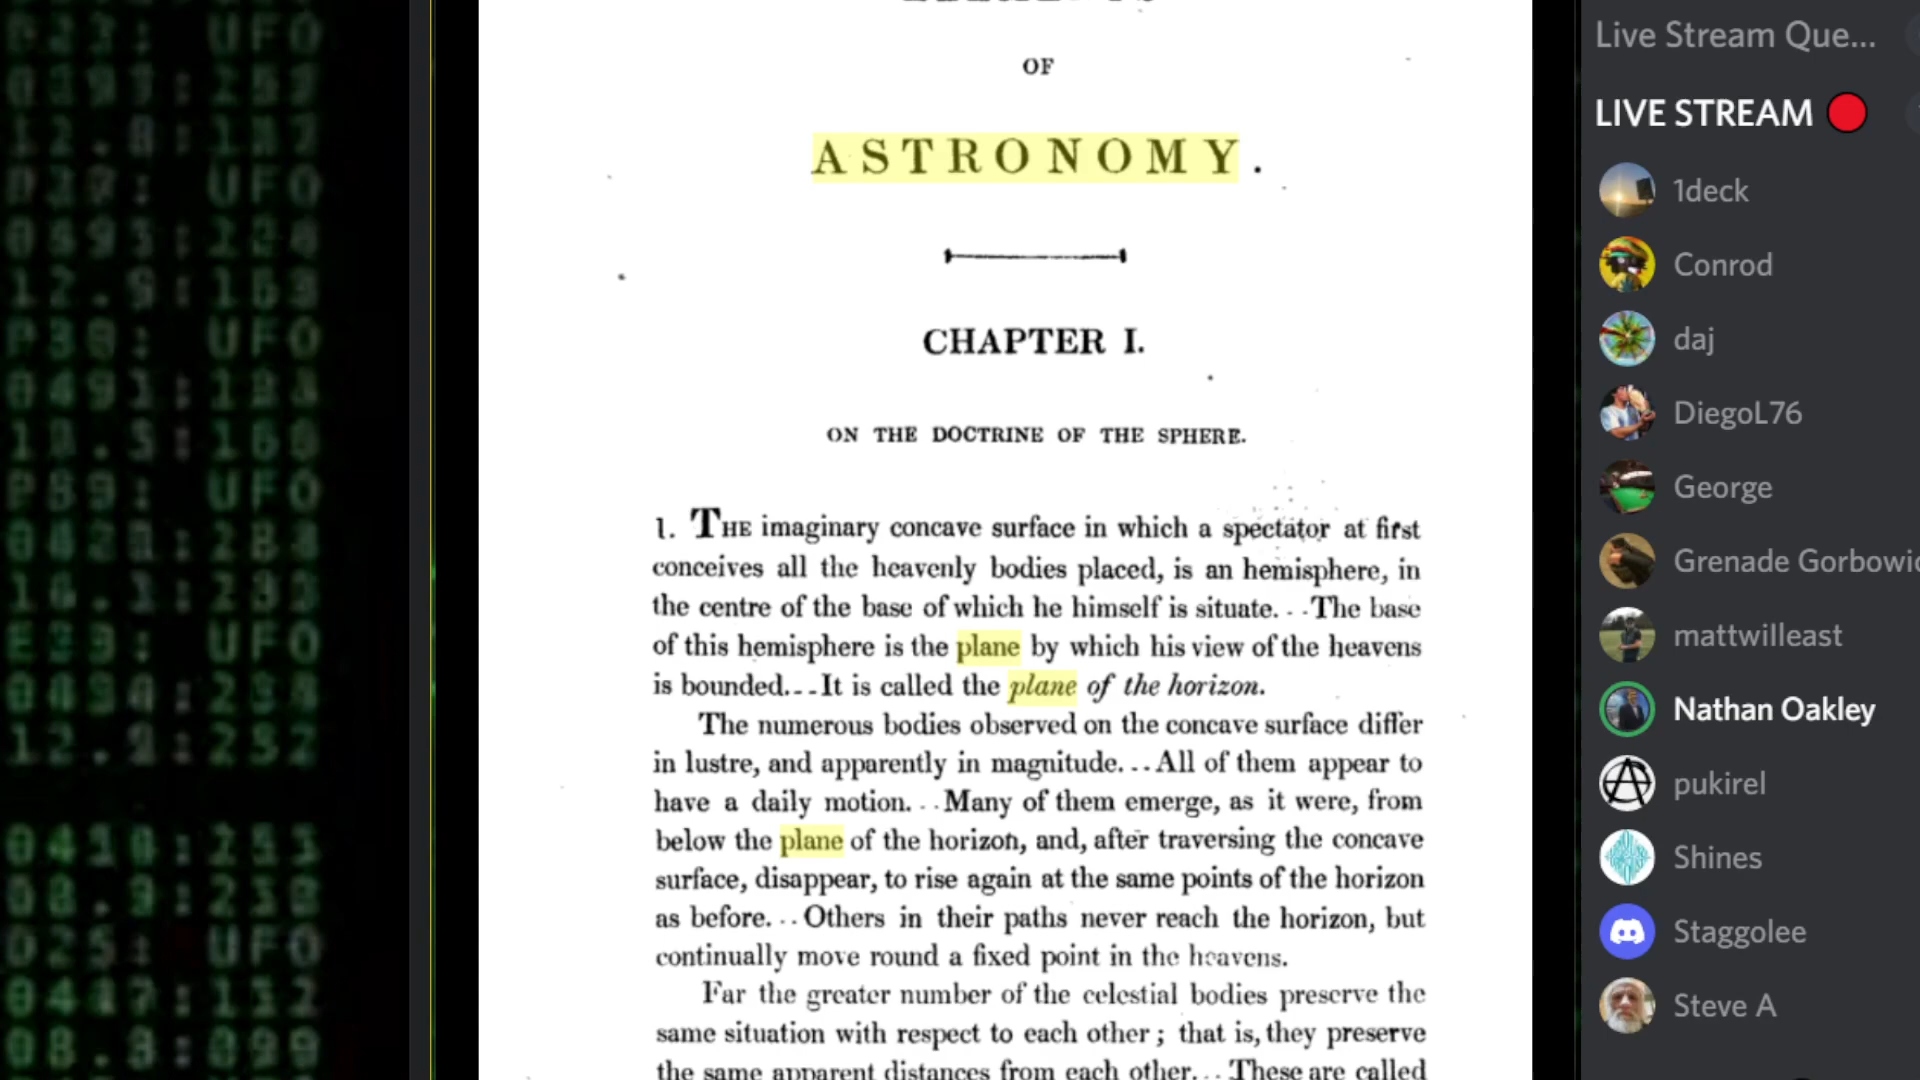 OF
ASTRONOMY.
CHAPTER I.
ON THE DOCTRINE OF THE SPHERE.
1. THE imaginary concave surface in which a spectator at first
conceives all the heavenly bodies placed, is an hemisphere, in
the centre of the base of which he himself is situate. - -The base
of this hemisphere is the plane by which his view of the heavens
is bounded.- -It is called the plane of the horizon.
The numerous bodies observed on the concave surface differ
in lustre, and apparently in magnitude. . . All of them appear to
have a daily motion. . .Many of them emerge, as it were, from
below the plane of the horizon, and, after traversing the concave
surface, disappear, to rise again at the same points of the horizon
as before. . . Others in their paths never reach the horizon, but
continually move round a fixed point in the heavens.
Far the greater number of the celestial bodies preserve the
same situation with respect to each other; that is, they preserve
the same apparent distances from each other. . . These are called
Live Stream Que...
LIVE STREAM
1deck
Conrod
daj
DiegoL76
George
Grenade Gorbowic
mattwilleast
Nathan Oakley
pukirel
Shines
Staggolee
Steve A
UFO
UFO
UFO
UFO
UFO
UFO